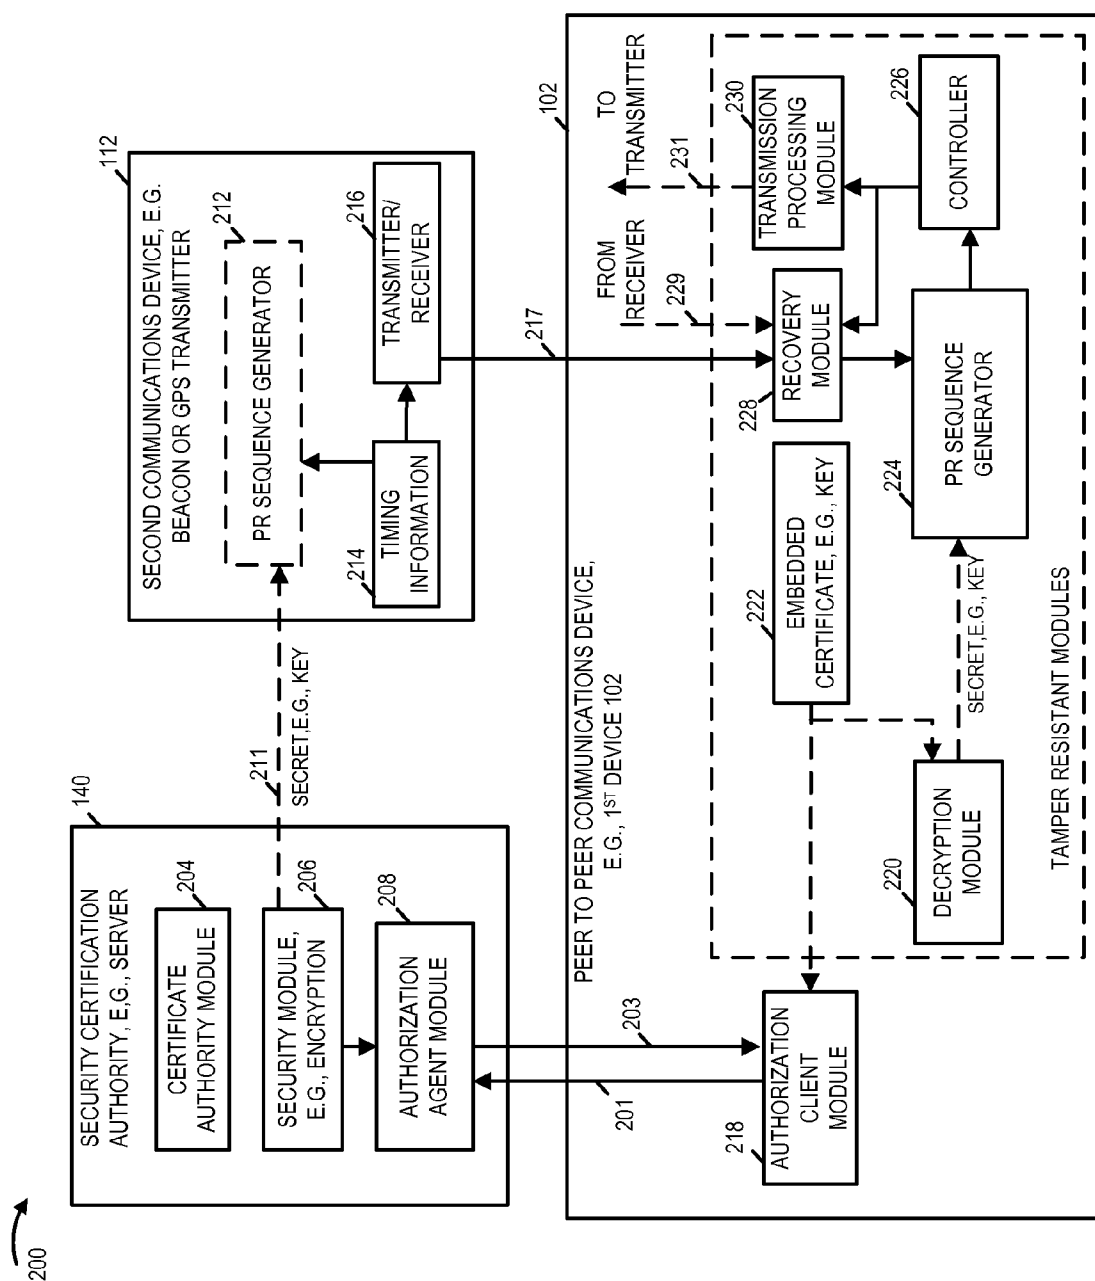 200
SECURITY CERTIFICATION
AUTHORITY, E,G., SERVER
140
CERTIFICATE
AUTHORITY MODULE
204
SECURITY MODULE,
E.G., ENCRYPTION
206
AUTHORIZATION
AGENT MODULE
208
211
SECRET,E.G., KEY
SECOND COMMUNICATIONS DEVICE, E.G.
BEACON OR GPS TRANSMITTER
112
PR SEQUENCE GENERATOR
212
214
TIMING
INFORMATION
TRANSMITTER/
RECEIVER
216
201
203
217
PEER TO PEER COMMUNICATIONS DEVICE,
E.G., 1ST DEVICE 102
102
FROM
RECEIVER
229
TO
TRANSMITTER
231
218
AUTHORIZATION
CLIENT
MODULE
222
EMBEDDED
CERTIFICATE, E.G., KEY
228
RECOVERY
MODULE
TRANSMISSION
PROCESSING
MODULE
230
220
DECRYPTION
MODULE
SECRET,E.G., KEY
224
PR SEQUENCE
GENERATOR
CONTROLLER
226
TAMPER RESISTANT MODULES